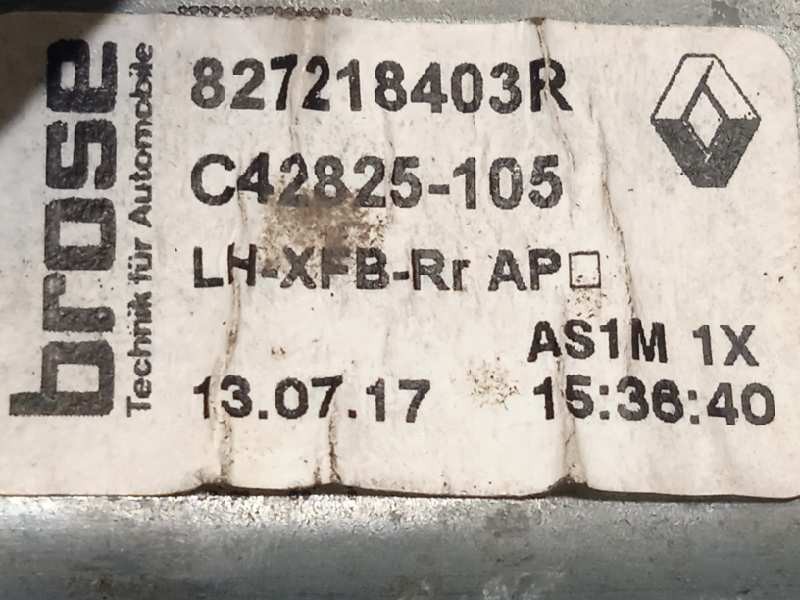 brose
Technik für Automobile
827218403R
C42825-105
LH-XFB-Rr AP□
AS1M 1X
13.07.17 15:36:40